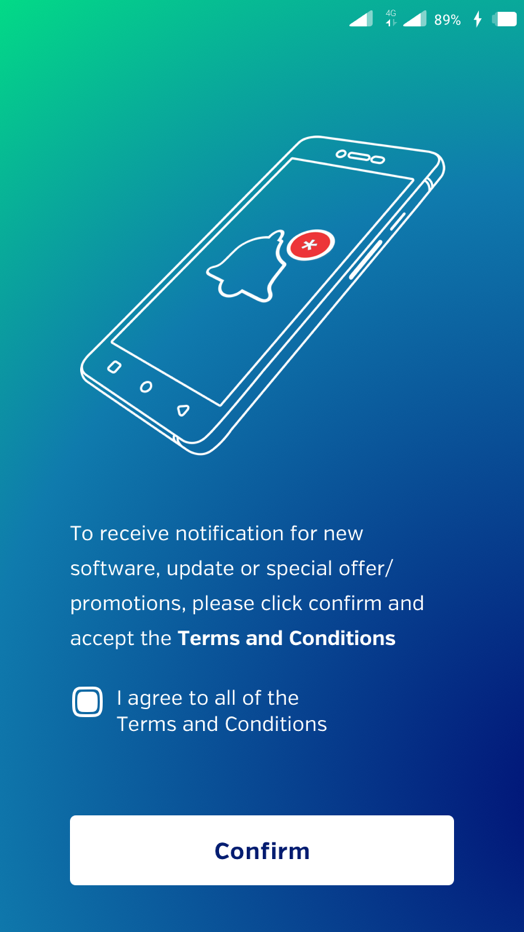 4G 89%
To receive notification for new
software, update or special offer/
promotions, please click confirm and
accept the Terms and Conditions
I agree to all of the
Terms and Conditions
Confirm